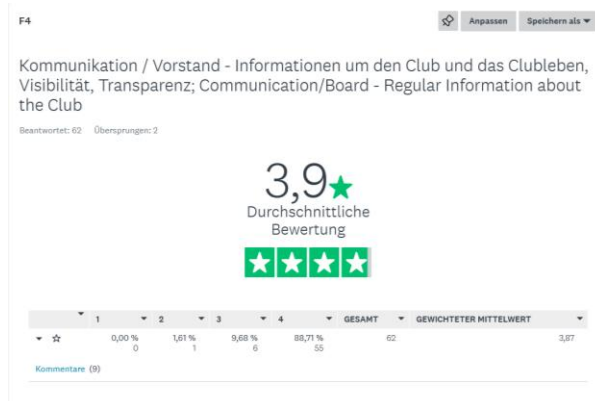 F4
Anpassen
Speichern als
Kommunikation / Vorstand - Informationen um den Club und das Clubleben,
Visibilität, Transparenz; Communication/Board - Regular Information about
the Club
Beantwortet: 62 Übersprungen: 2
3,9
Durchschnittliche
Bewertung
1 2 3 4 GESAMT GEWICHTETER MITTELWERT
0,00 % 1,61 % 9,68 % 88,71 % 62 3,87
0 1 6 55
Kommentare (9)